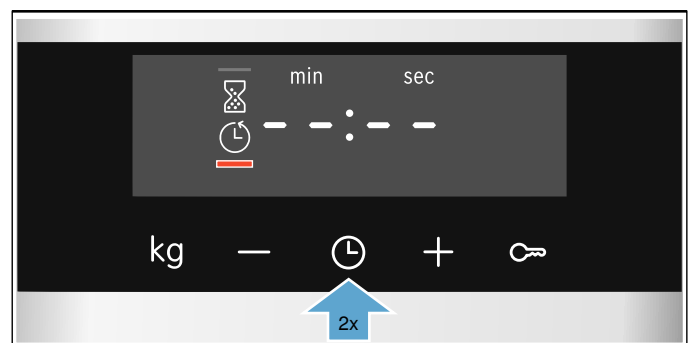 min sec
– – : – –
kg – +
2x